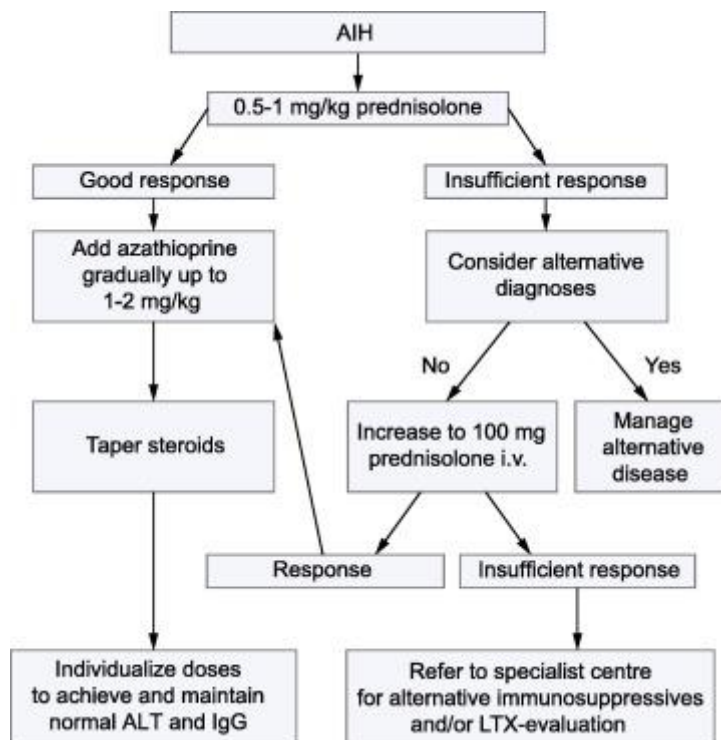 AIH
0.5-1 mg/kg prednisolone
Good response
Insufficient response
Add azathioprine
gradually up to
1-2 mg/kg
Consider alternative
diagnoses
No
Yes
Taper steroids
Increase to 100 mg
prednisolone i.v.
Manage
alternative
disease
Response
Insufficient response
Individualize doses
to achieve and maintain
normal ALT and IgG
Refer to specialist centre
for alternative immunosuppressives
and/or LTX-evaluation